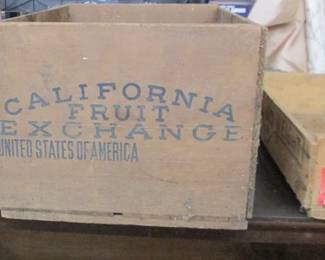 CALIFORNIA
FRUIT
EXCHANGE
UNITED STATES OF AMERICA